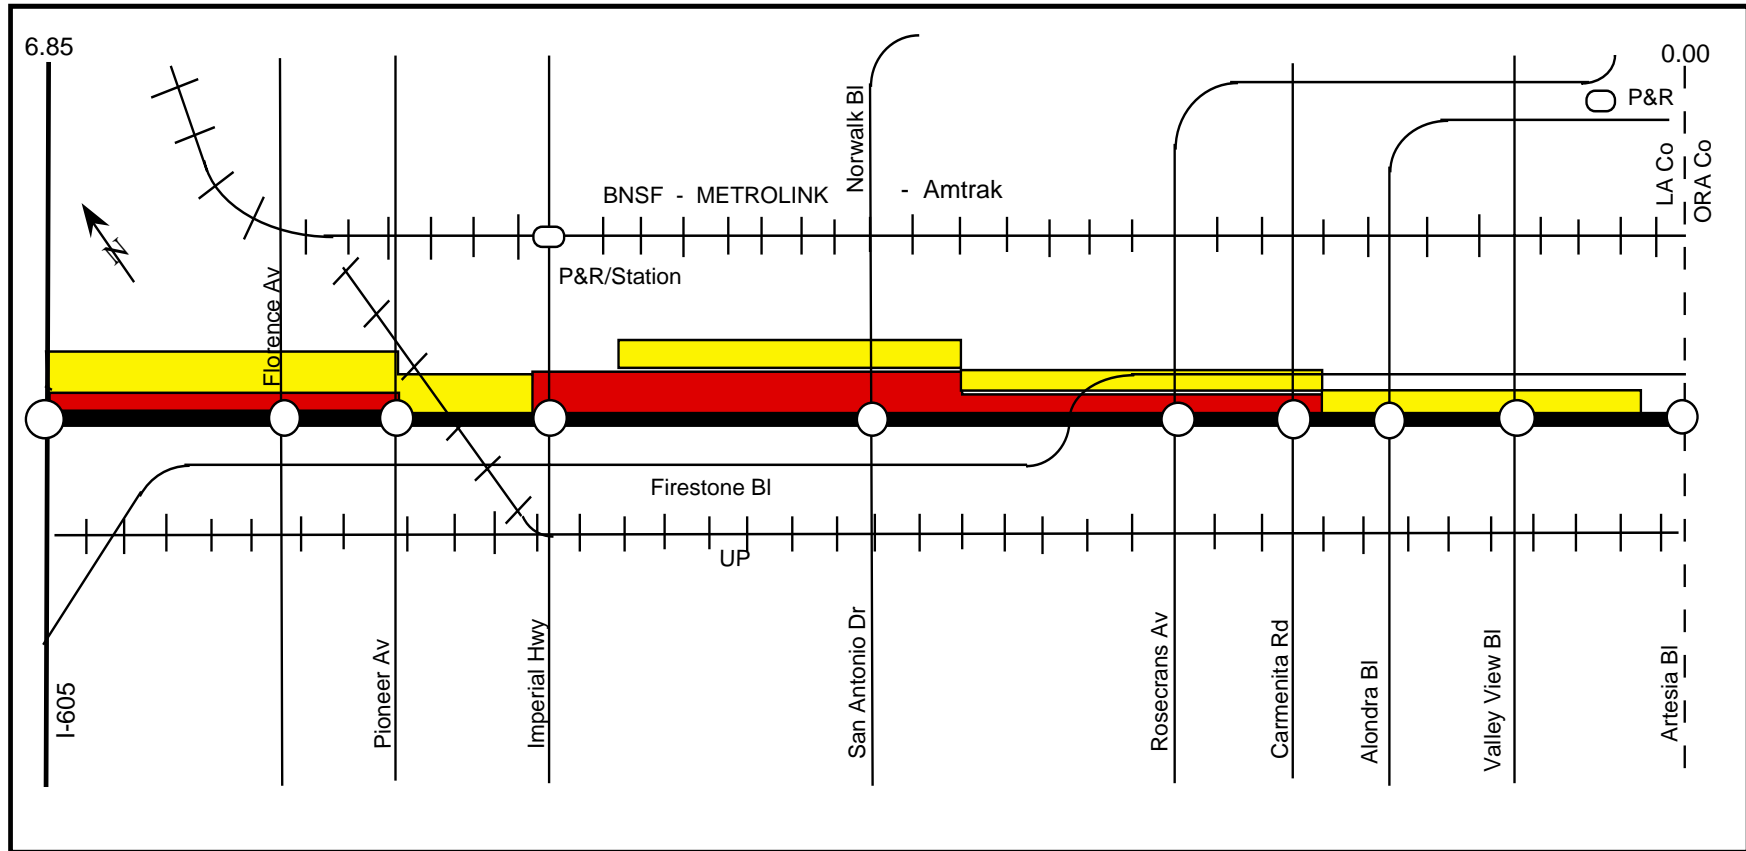 6.85
0.00
P&R
Norwalk Bl
LA Co
ORA Co
BNSF - METROLINK - Amtrak
N
P&R/Station
Florence Av
Firestone Bl
UP
I-605
Pioneer Av
Imperial Hwy
San Antonio Dr
Rosecrans Av
Carmenita Rd
Alondra Bl
Valley View Bl
Artesia Bl